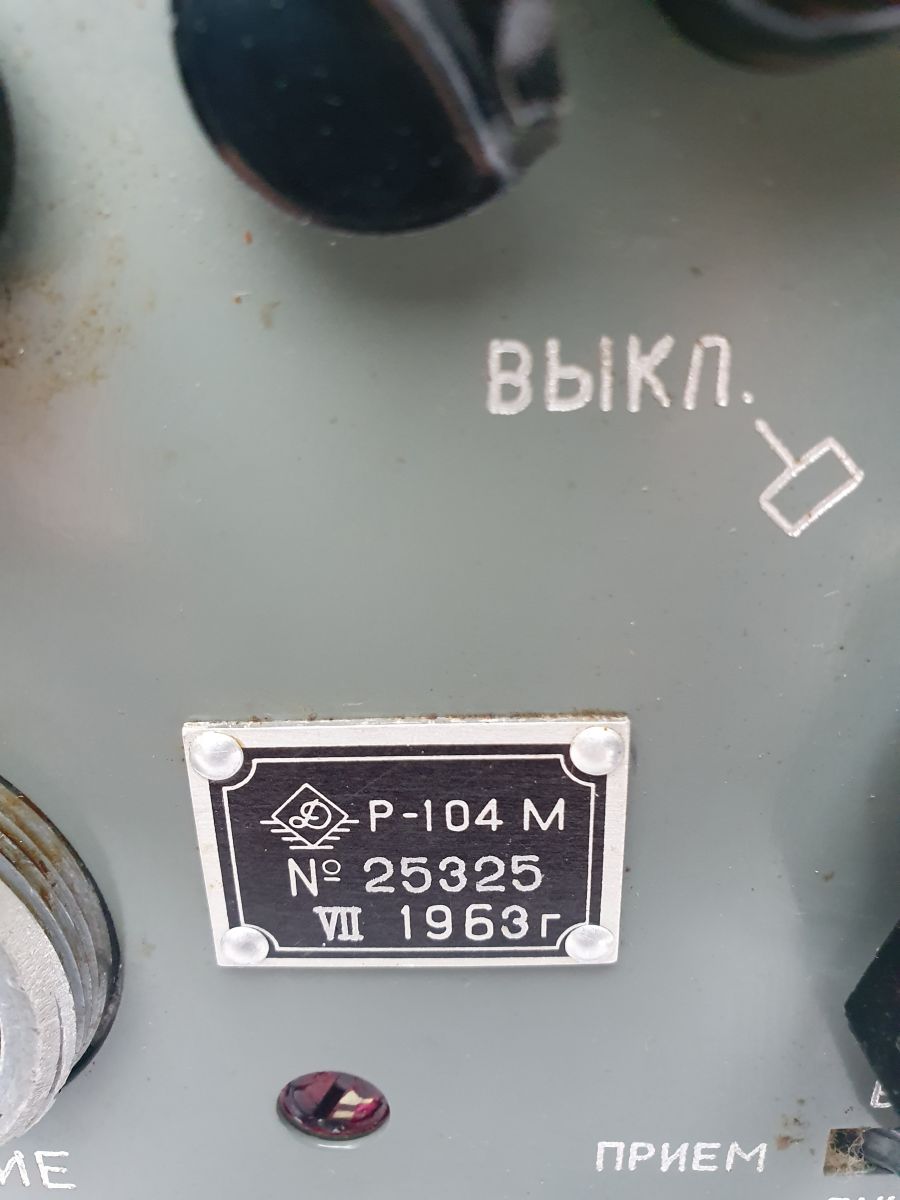 ВЫКЛ.
Р-104 М
№ 25325
VII 1963г
ПРИЕМ